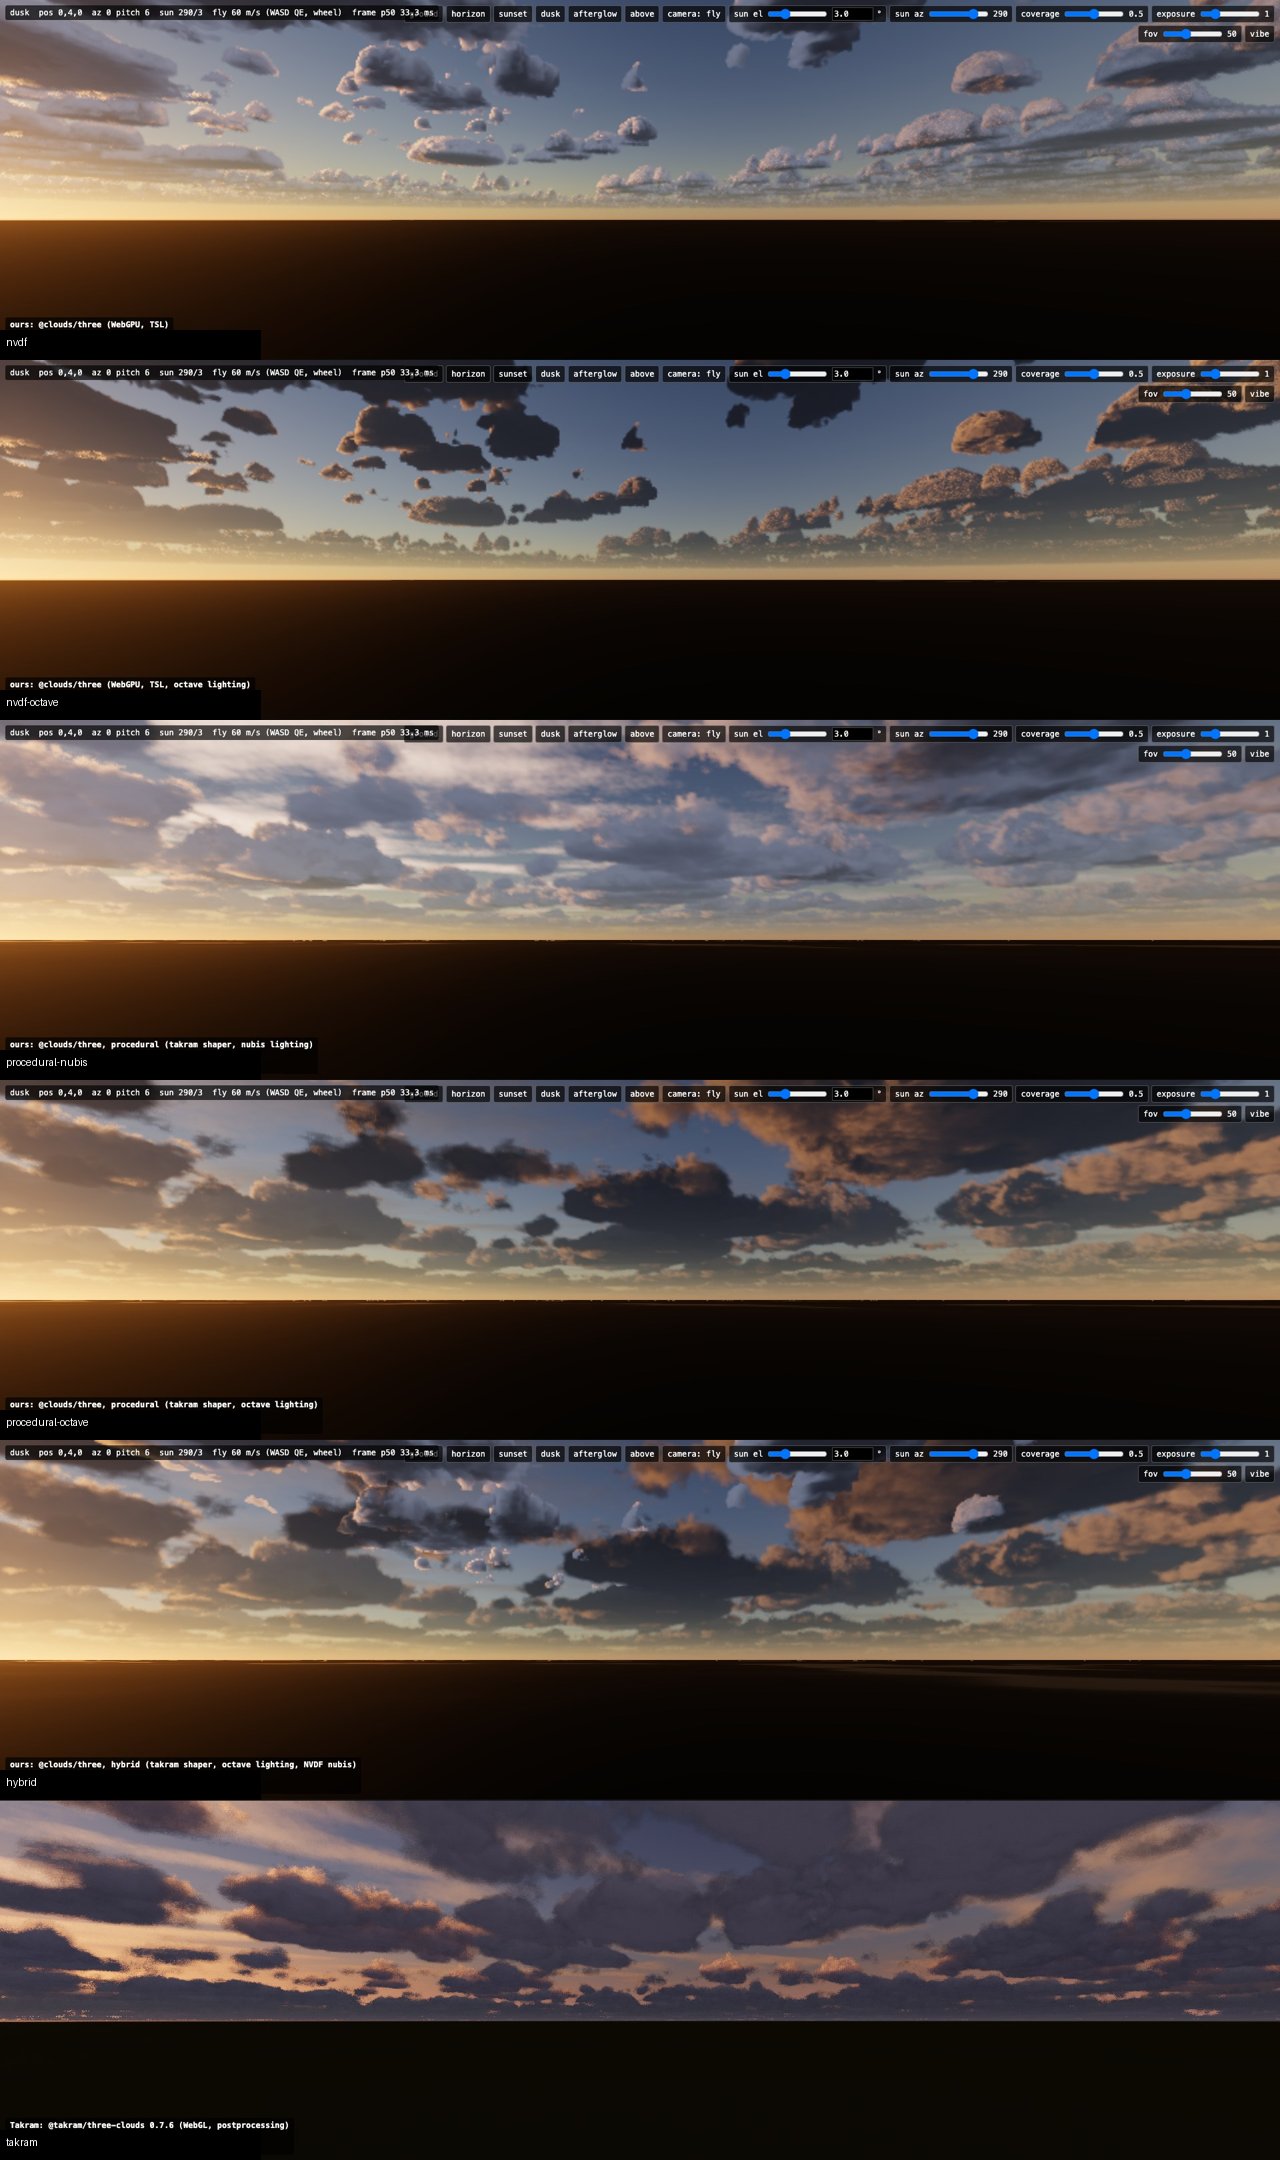 dusk pos 0,4,0 az 0 pitch 6 sun 290/3 fly 60 m/s (WASD QE, wheel) frame p50 33.3 ms horizon sunset dusk afterglow above camera: fly sun el 3.0 ° sun az 290 coverage 0.5 exposure 1
fov 50 vibe
ours: @clouds/three (WebGPU, TSL)
nvdf
dusk pos 0,4,0 az 0 pitch 6 sun 290/3 fly 60 m/s (WASD QE, wheel) frame p50 33.3 ms horizon sunset dusk afterglow above camera: fly sun el 3.0 ° sun az 290 coverage 0.5 exposure 1
fov 50 vibe
ours: @clouds/three (WebGPU, TSL, octave lighting)
nvdf-octave
dusk pos 0,4,0 az 0 pitch 6 sun 290/3 fly 60 m/s (WASD QE, wheel) frame p50 33.3 ms horizon sunset dusk afterglow above camera: fly sun el 3.0 ° sun az 290 coverage 0.5 exposure 1
fov 50 vibe
ours: @clouds/three, procedural (takram shaper, nubis lighting)
procedural-nubis
dusk pos 0,4,0 az 0 pitch 6 sun 290/3 fly 60 m/s (WASD QE, wheel) frame p50 33.3 ms horizon sunset dusk afterglow above camera: fly sun el 3.0 ° sun az 290 coverage 0.5 exposure 1
fov 50 vibe
ours: @clouds/three, procedural (takram shaper, octave lighting)
procedural-octave
dusk pos 0,4,0 az 0 pitch 6 sun 290/3 fly 60 m/s (WASD QE, wheel) frame p50 33.3 ms horizon sunset dusk afterglow above camera: fly sun el 3.0 ° sun az 290 coverage 0.5 exposure 1
fov 50 vibe
ours: @clouds/three, hybrid (takram shaper, octave lighting, NVDF nubis)
hybrid
Takram: @takram/three-clouds 0.7.6 (WebGL, postprocessing)
takram